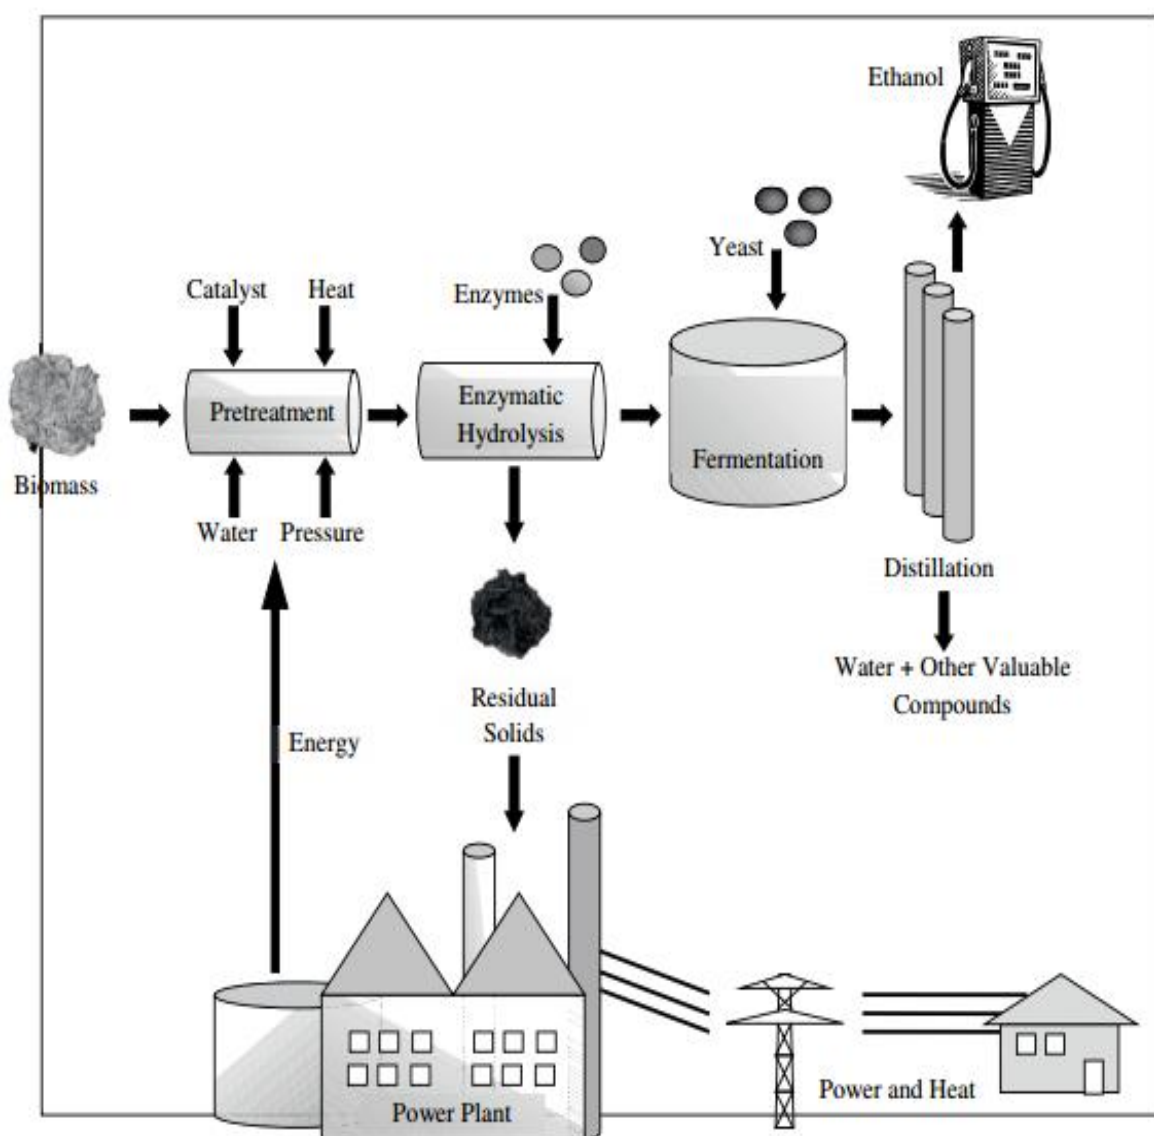 Ethanol
Yeast
Catalyst
Heat
Enzymes
Pretreatment
Enzymatic
Hydrolysis
Fermentation
Biomass
Water
Pressure
Distillation
Water + Other Valuable
Compounds
Residual
Solids
Energy
Power and Heat
Power Plant